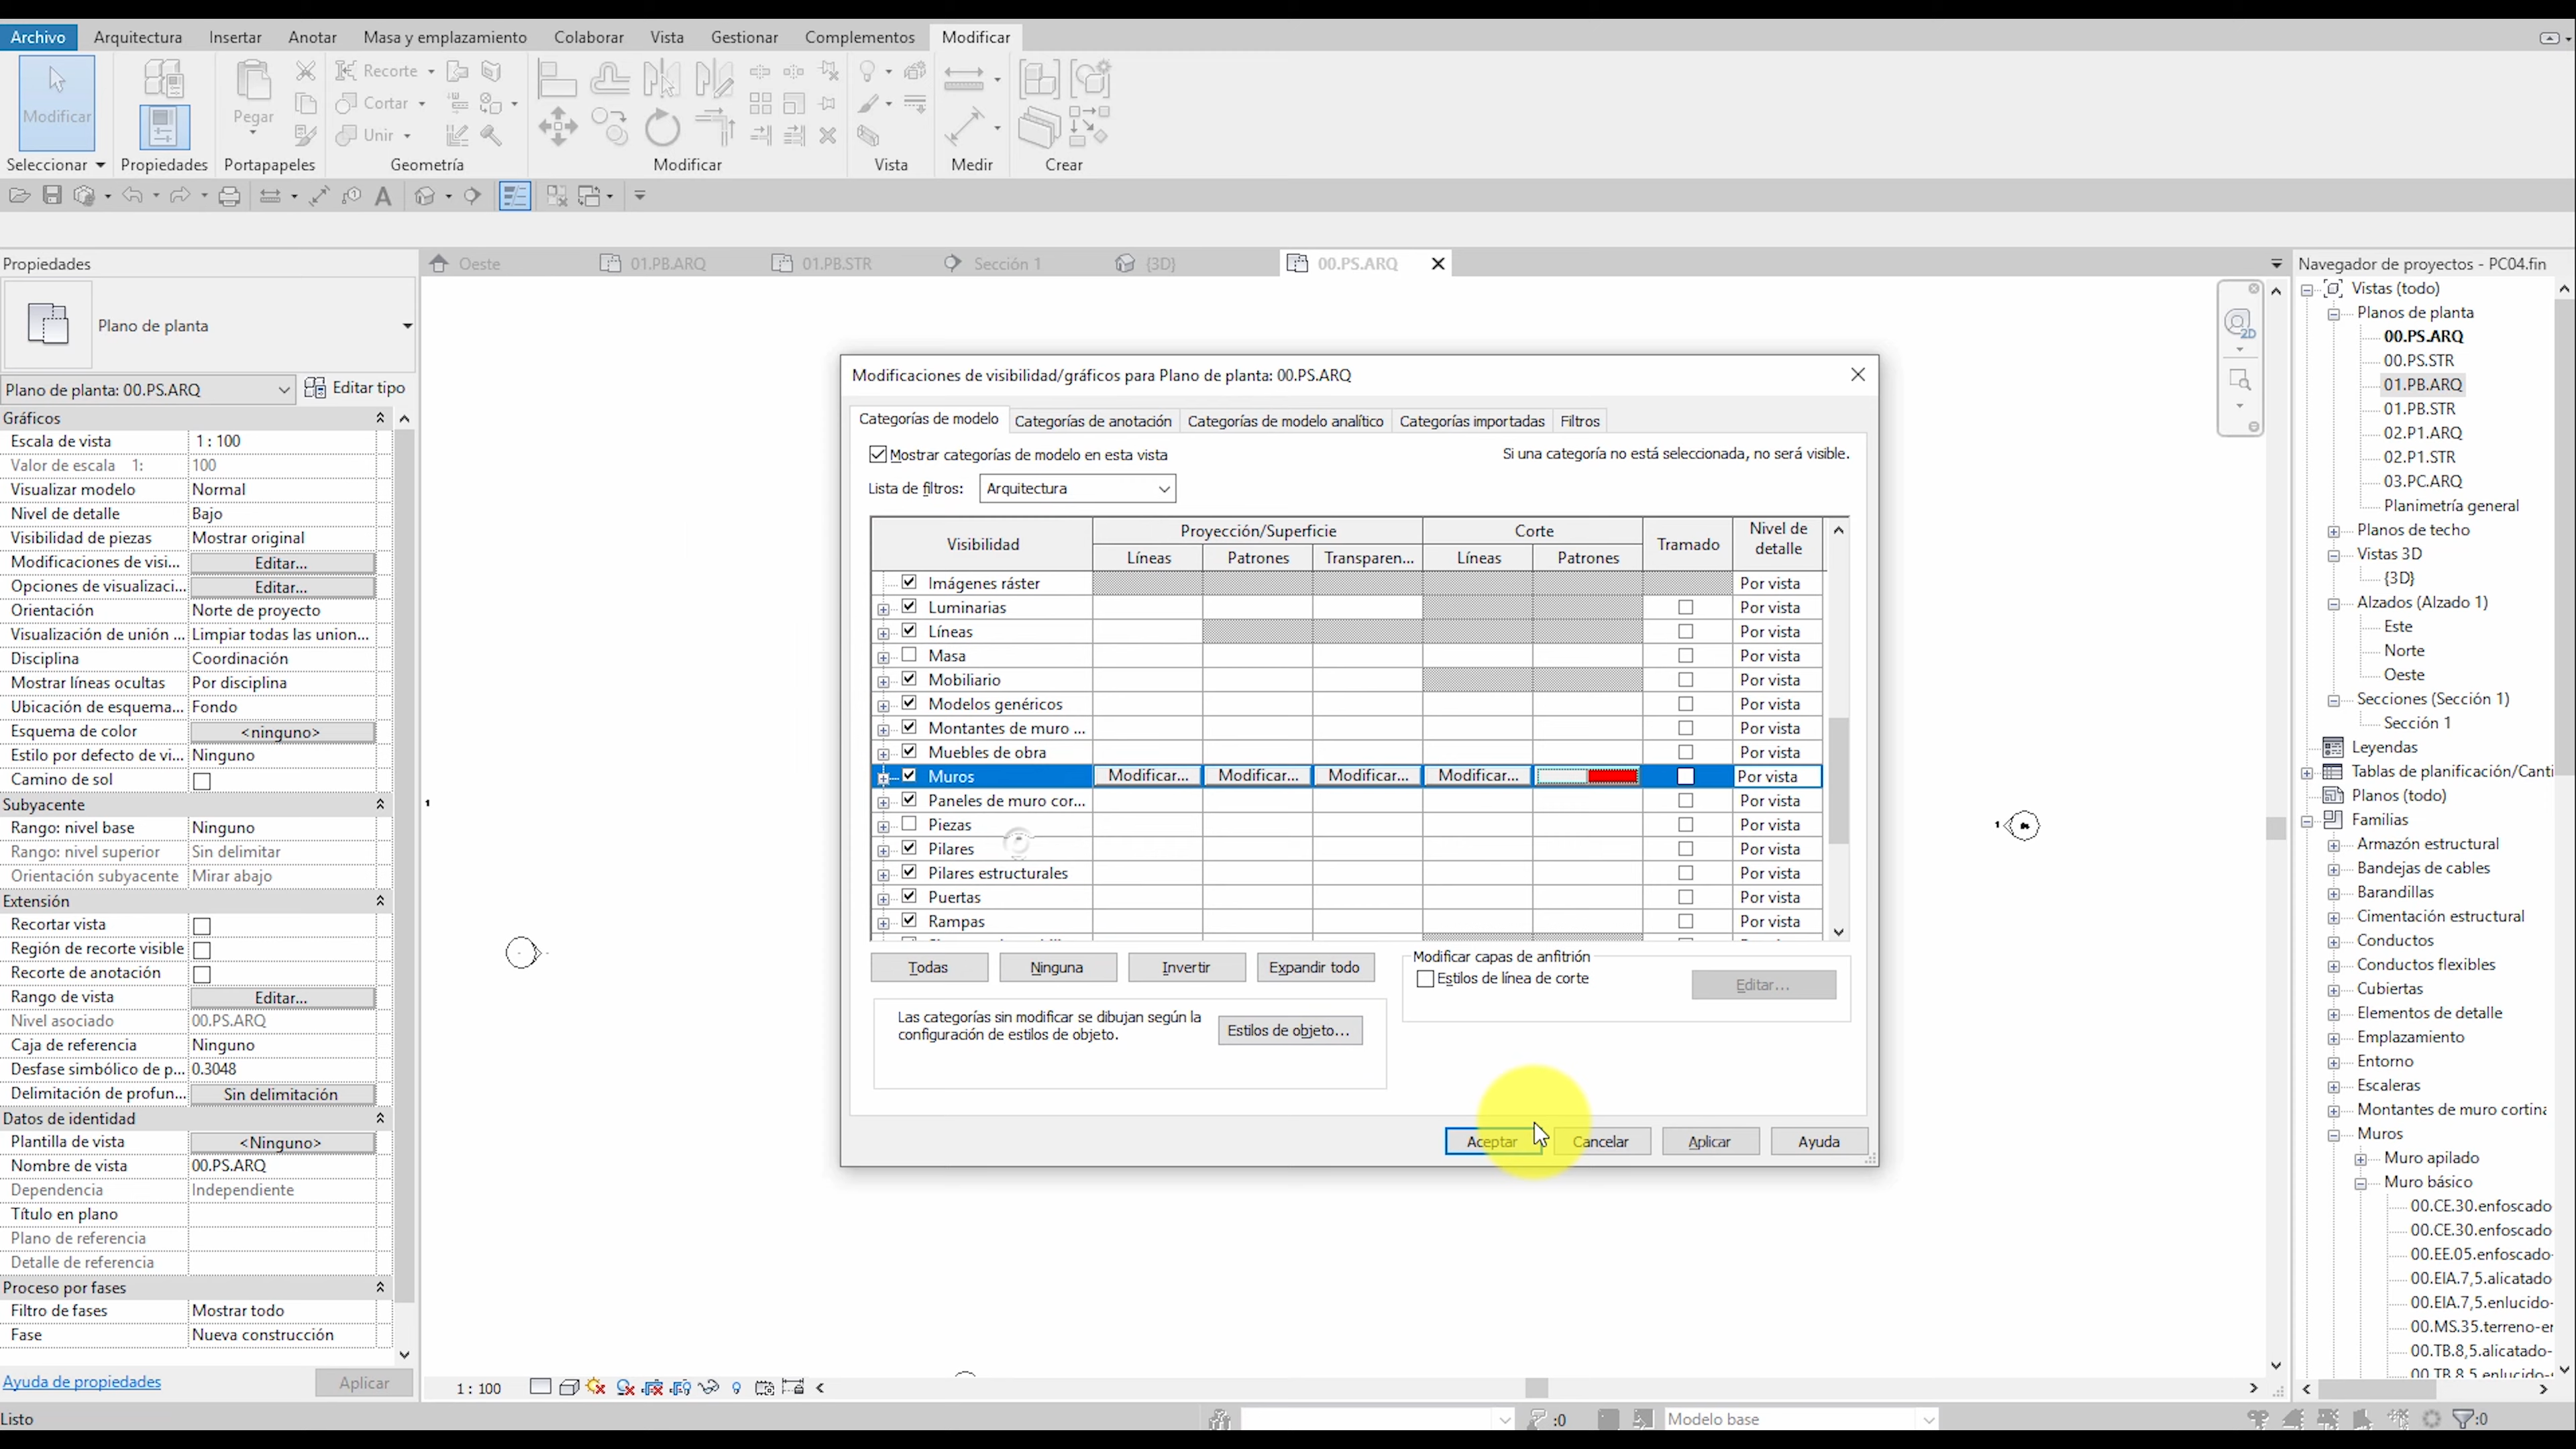 Archivo Arquitectura Insertar Anotar Masa y emplazamiento Colaborar Vista Gestionar Complementos Modificar
Modificar
Pegar
Recorte
Cortar
Unir
Seleccionar Propiedades Portapapeles Geometría Modificar Vista Medir Crear
Propiedades
Plano de planta
Plano de planta: 00.PS.ARQ Editar tipo
Gráficos
Escala de vista 1 : 100
Valor de escala 1: 100
Visualizar modelo Normal
Nivel de detalle Bajo
Visibilidad de piezas Mostrar original
Modificaciones de visi... Editar...
Opciones de visualizaci... Editar...
Orientación Norte de proyecto
Visualización de unión ... Limpiar todas las union...
Disciplina Coordinación
Mostrar líneas ocultas Por disciplina
Ubicación de esquema... Fondo
Esquema de color <ninguno>
Estilo por defecto de vi... Ninguno
Camino de sol
Subyacente
Rango: nivel base Ninguno
Rango: nivel superior Sin delimitar
Orientación subyacente Mirar abajo
Extensión
Recortar vista
Región de recorte visible
Recorte de anotación
Rango de vista Editar...
Nivel asociado 00.PS.ARQ
Caja de referencia Ninguno
Desfase simbólico de p... 0.3048
Delimitación de profun... Sin delimitación
Datos de identidad
Plantilla de vista <Ninguno>
Nombre de vista 00.PS.ARQ
Dependencia Independiente
Título en plano
Plano de referencia
Detalle de referencia
Proceso por fases
Filtro de fases Mostrar todo
Fase Nueva construcción
Ayuda de propiedades Aplicar
Oeste 01.PB.ARQ 01.PB.STR Sección 1 {3D} 00.PS.ARQ
1
1
2D
Modificaciones de visibilidad/gráficos para Plano de planta: 00.PS.ARQ
Categorías de modelo Categorías de anotación Categorías de modelo analítico Categorías importadas Filtros
Mostrar categorías de modelo en esta vista Si una categoría no está seleccionada, no será visible.
Lista de filtros: Arquitectura
Visibilidad Proyección/Superficie Corte Tramado Nivel de detalle
Líneas Patrones Transparen... Líneas Patrones
Imágenes ráster Por vista
Luminarias Por vista
Líneas Por vista
Masa Por vista
Mobiliario Por vista
Modelos genéricos Por vista
Montantes de muro ... Por vista
Muebles de obra Por vista
Muros Modificar... Modificar... Modificar... Modificar... Por vista
Paneles de muro cor... Por vista
Piezas Por vista
Pilares Por vista
Pilares estructurales Por vista
Puertas Por vista
Rampas Por vista
Todas Ninguna Invertir Expandir todo
Modificar capas de anfitrión
Estilos de línea de corte Editar...
Las categorías sin modificar se dibujan según la
configuración de estilos de objeto.
Estilos de objeto...
Aceptar Cancelar Aplicar Ayuda
Navegador de proyectos - PC04.fin
Vistas (todo)
Planos de planta
00.PS.ARQ
00.PS.STR
01.PB.ARQ
01.PB.STR
02.P1.ARQ
02.P1.STR
03.PC.ARQ
Planimetría general
Planos de techo
Vistas 3D
{3D}
Alzados (Alzado 1)
Este
Norte
Oeste
Secciones (Sección 1)
Sección 1
Leyendas
Tablas de planificación/Canti
Planos (todo)
Familias
Armazón estructural
Bandejas de cables
Barandillas
Cimentación estructural
Conductos
Conductos flexibles
Cubiertas
Elementos de detalle
Emplazamiento
Entorno
Escaleras
Montantes de muro cortina
Muros
Muro apilado
Muro básico
00.CE.30.enfoscado
00.CE.30.enfoscado
00.EE.05.enfoscado-
00.EIA.7,5.alicatado
00.EIA.7,5.enlucido-
00.MS.35.terreno-er
00.TB.8,5.alicatado-
00.TB.8,5.enlucido-
1 : 100
Listo :0 Modelo base :0